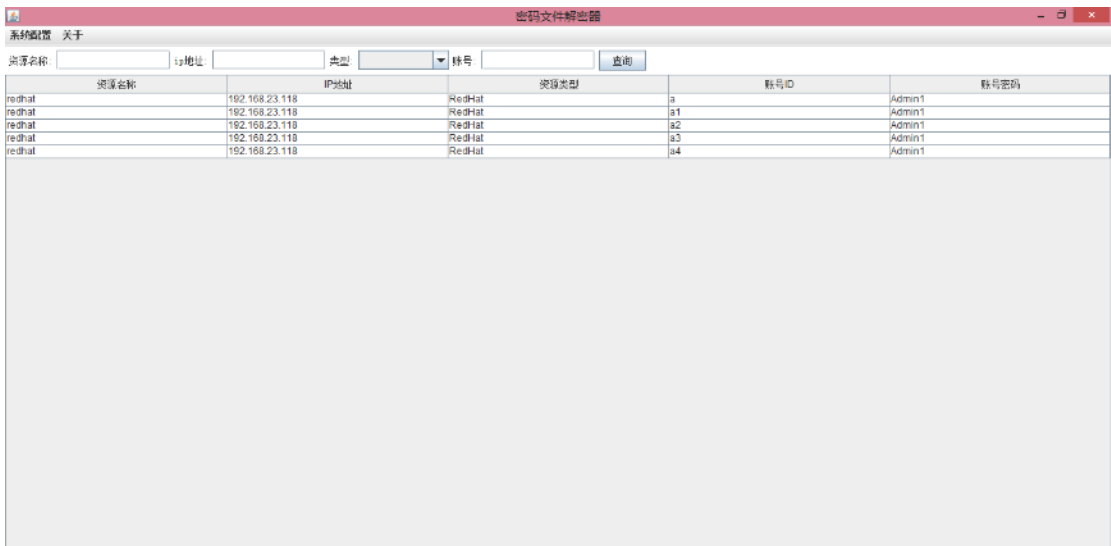 密码文件解密器
系统配置 关于
资源名称: ip地址: 类型: 账号: 查询
资源名称 IP地址 资源类型 账号ID 账号密码
redhat 192.168.23.118 RedHat a Admin1
redhat 192.168.23.118 RedHat a1 Admin1
redhat 192.168.23.118 RedHat a2 Admin1
redhat 192.168.23.118 RedHat a3 Admin1
redhat 192.168.23.118 RedHat a4 Admin1